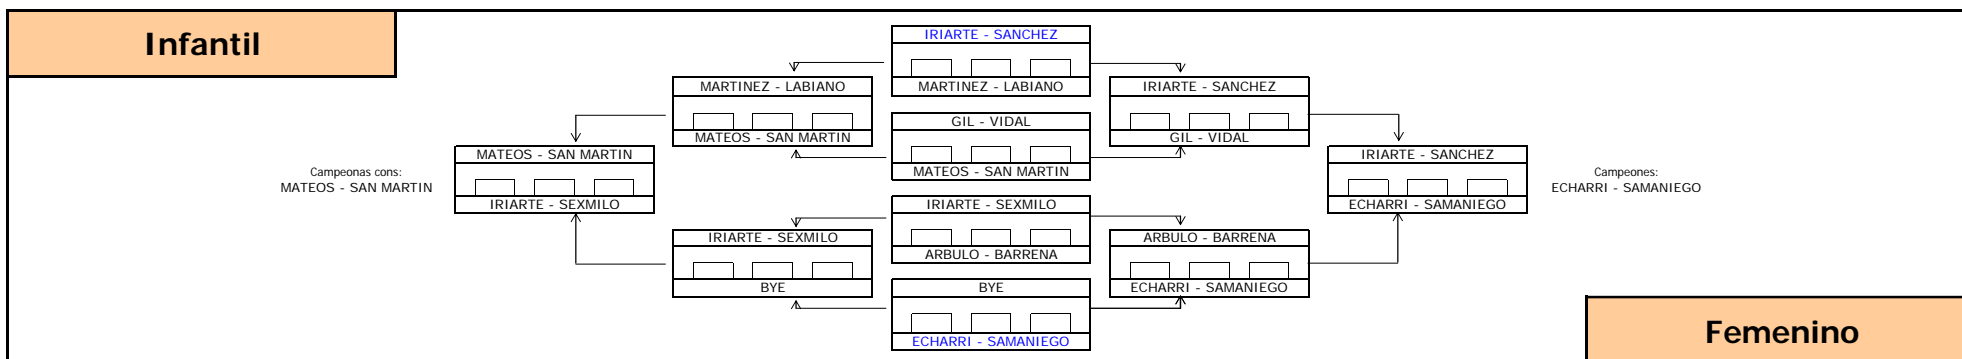 Infantil
IRIARTE - SANCHEZ
MARTINEZ - LABIANO
MARTINEZ - LABIANO
IRIARTE - SANCHEZ
GIL - VIDAL
MATEOS - SAN MARTIN
GIL - VIDAL
MATEOS - SAN MARTIN
IRIARTE - SANCHEZ
Campeonas cons:
MATEOS - SAN MARTIN
MATEOS - SAN MARTIN
Campeones:
ECHARRI - SAMANIEGO
IRIARTE - SEXMILO
IRIARTE - SEXMILO
ECHARRI - SAMANIEGO
IRIARTE - SEXMILO
ARBULO - BARRENA
ARBULO - BARRENA
BYE
BYE
ECHARRI - SAMANIEGO
ECHARRI - SAMANIEGO
Femenino